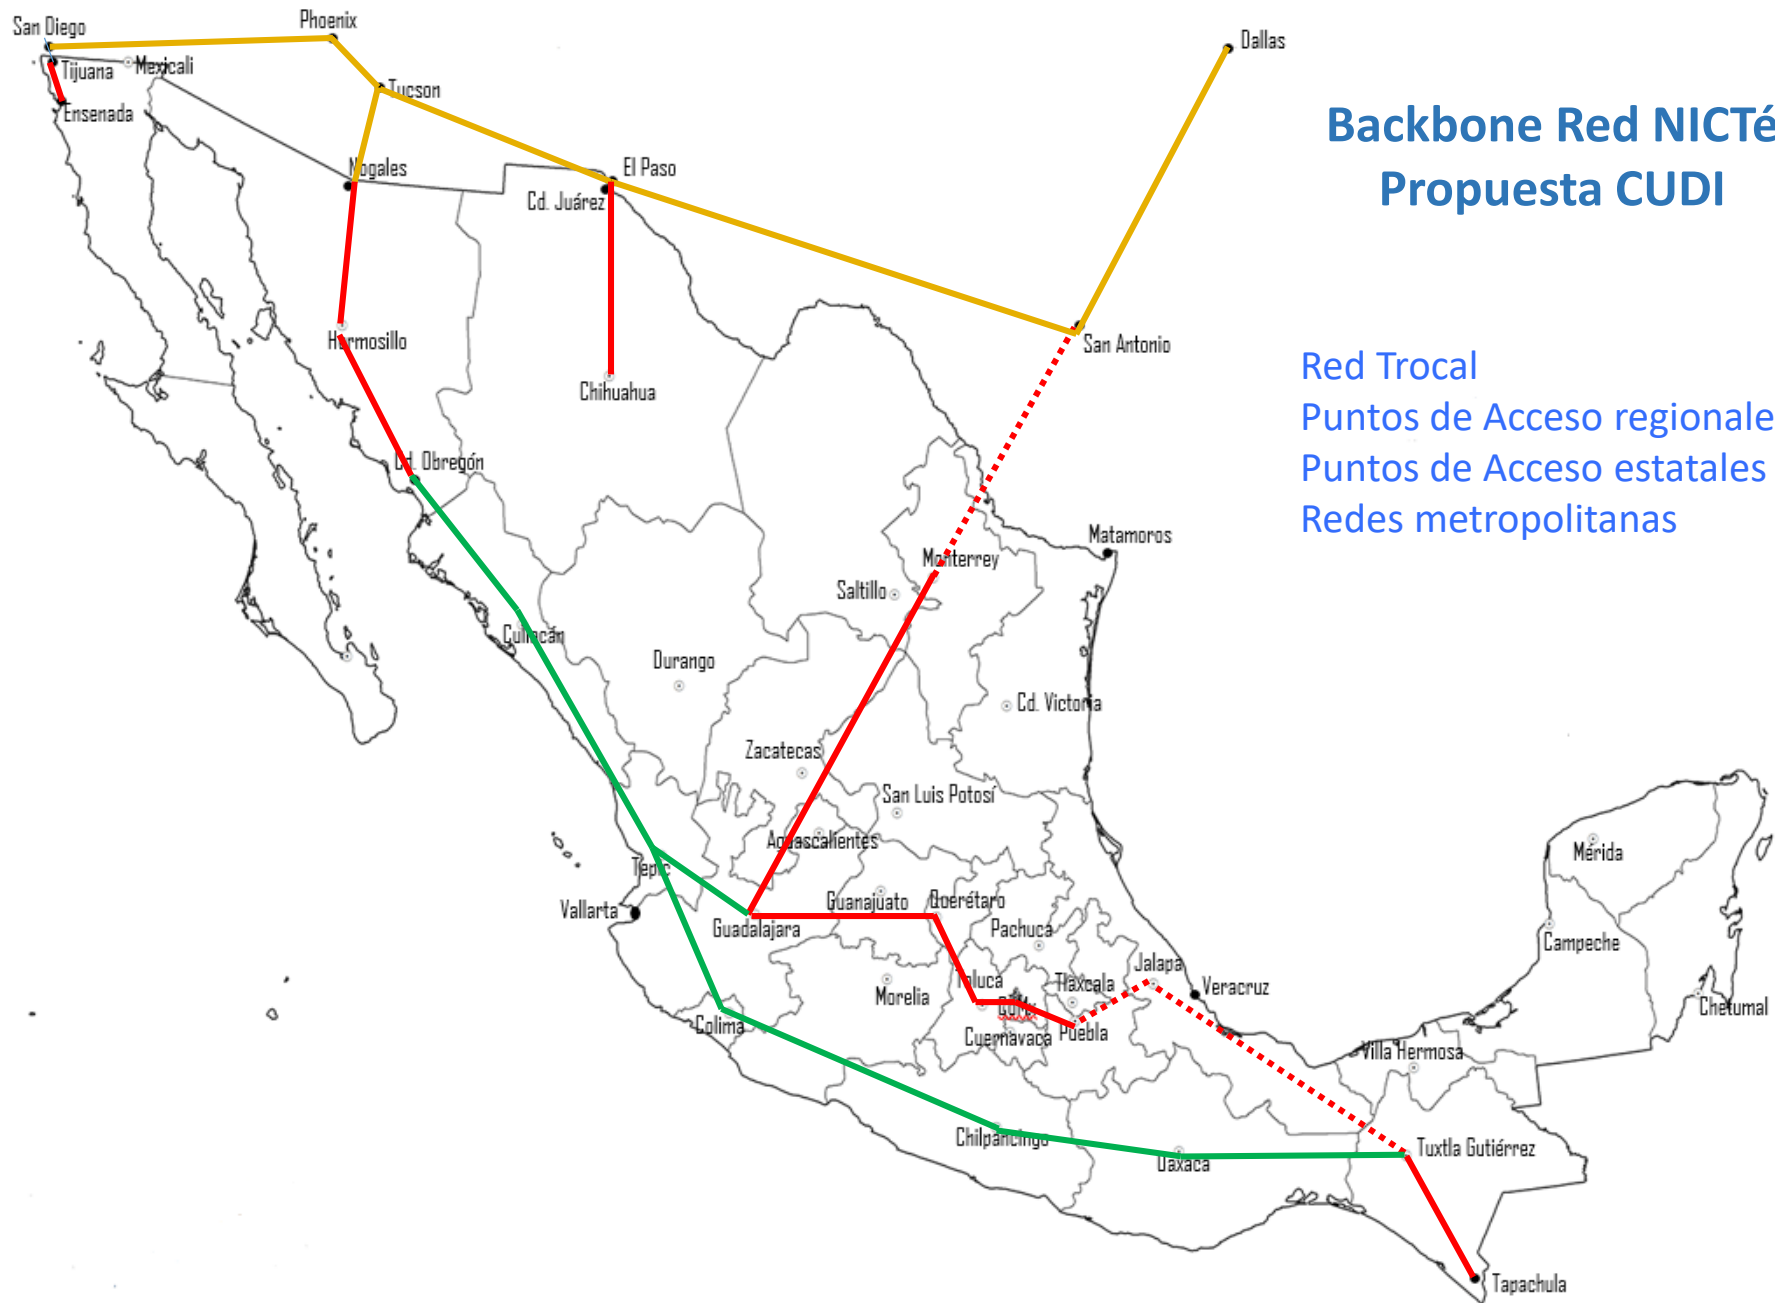 San Diego
Phoenix
Dallas
Tijuana
Mexicali
Tucson
Ensenada
Backbone Red NICTé
Propuesta CUDI
Nogales
El Paso
Cd. Juárez
Hermosillo
San Antonio
Chihuahua
Red Trocal
Puntos de Acceso regionale
Puntos de Acceso estatales
Redes metropolitanas
Cd. Obregón
Matamoros
Monterrey
Saltillo
Culiacán
Durango
Cd. Victoria
Zacatecas
San Luis Potosí
Aguascalientes
Mérida
Tepic
Vallarta
Guadalajara
Guanajuato
Querétaro
Pachuca
Campeche
Morelia
Toluca
Tlaxcala
Jalapa
Veracruz
Chetumal
Colima
Cuernavaca
Puebla
Villa Hermosa
Chilpancingo
Oaxaca
Tuxtla Gutiérrez
Tapachula